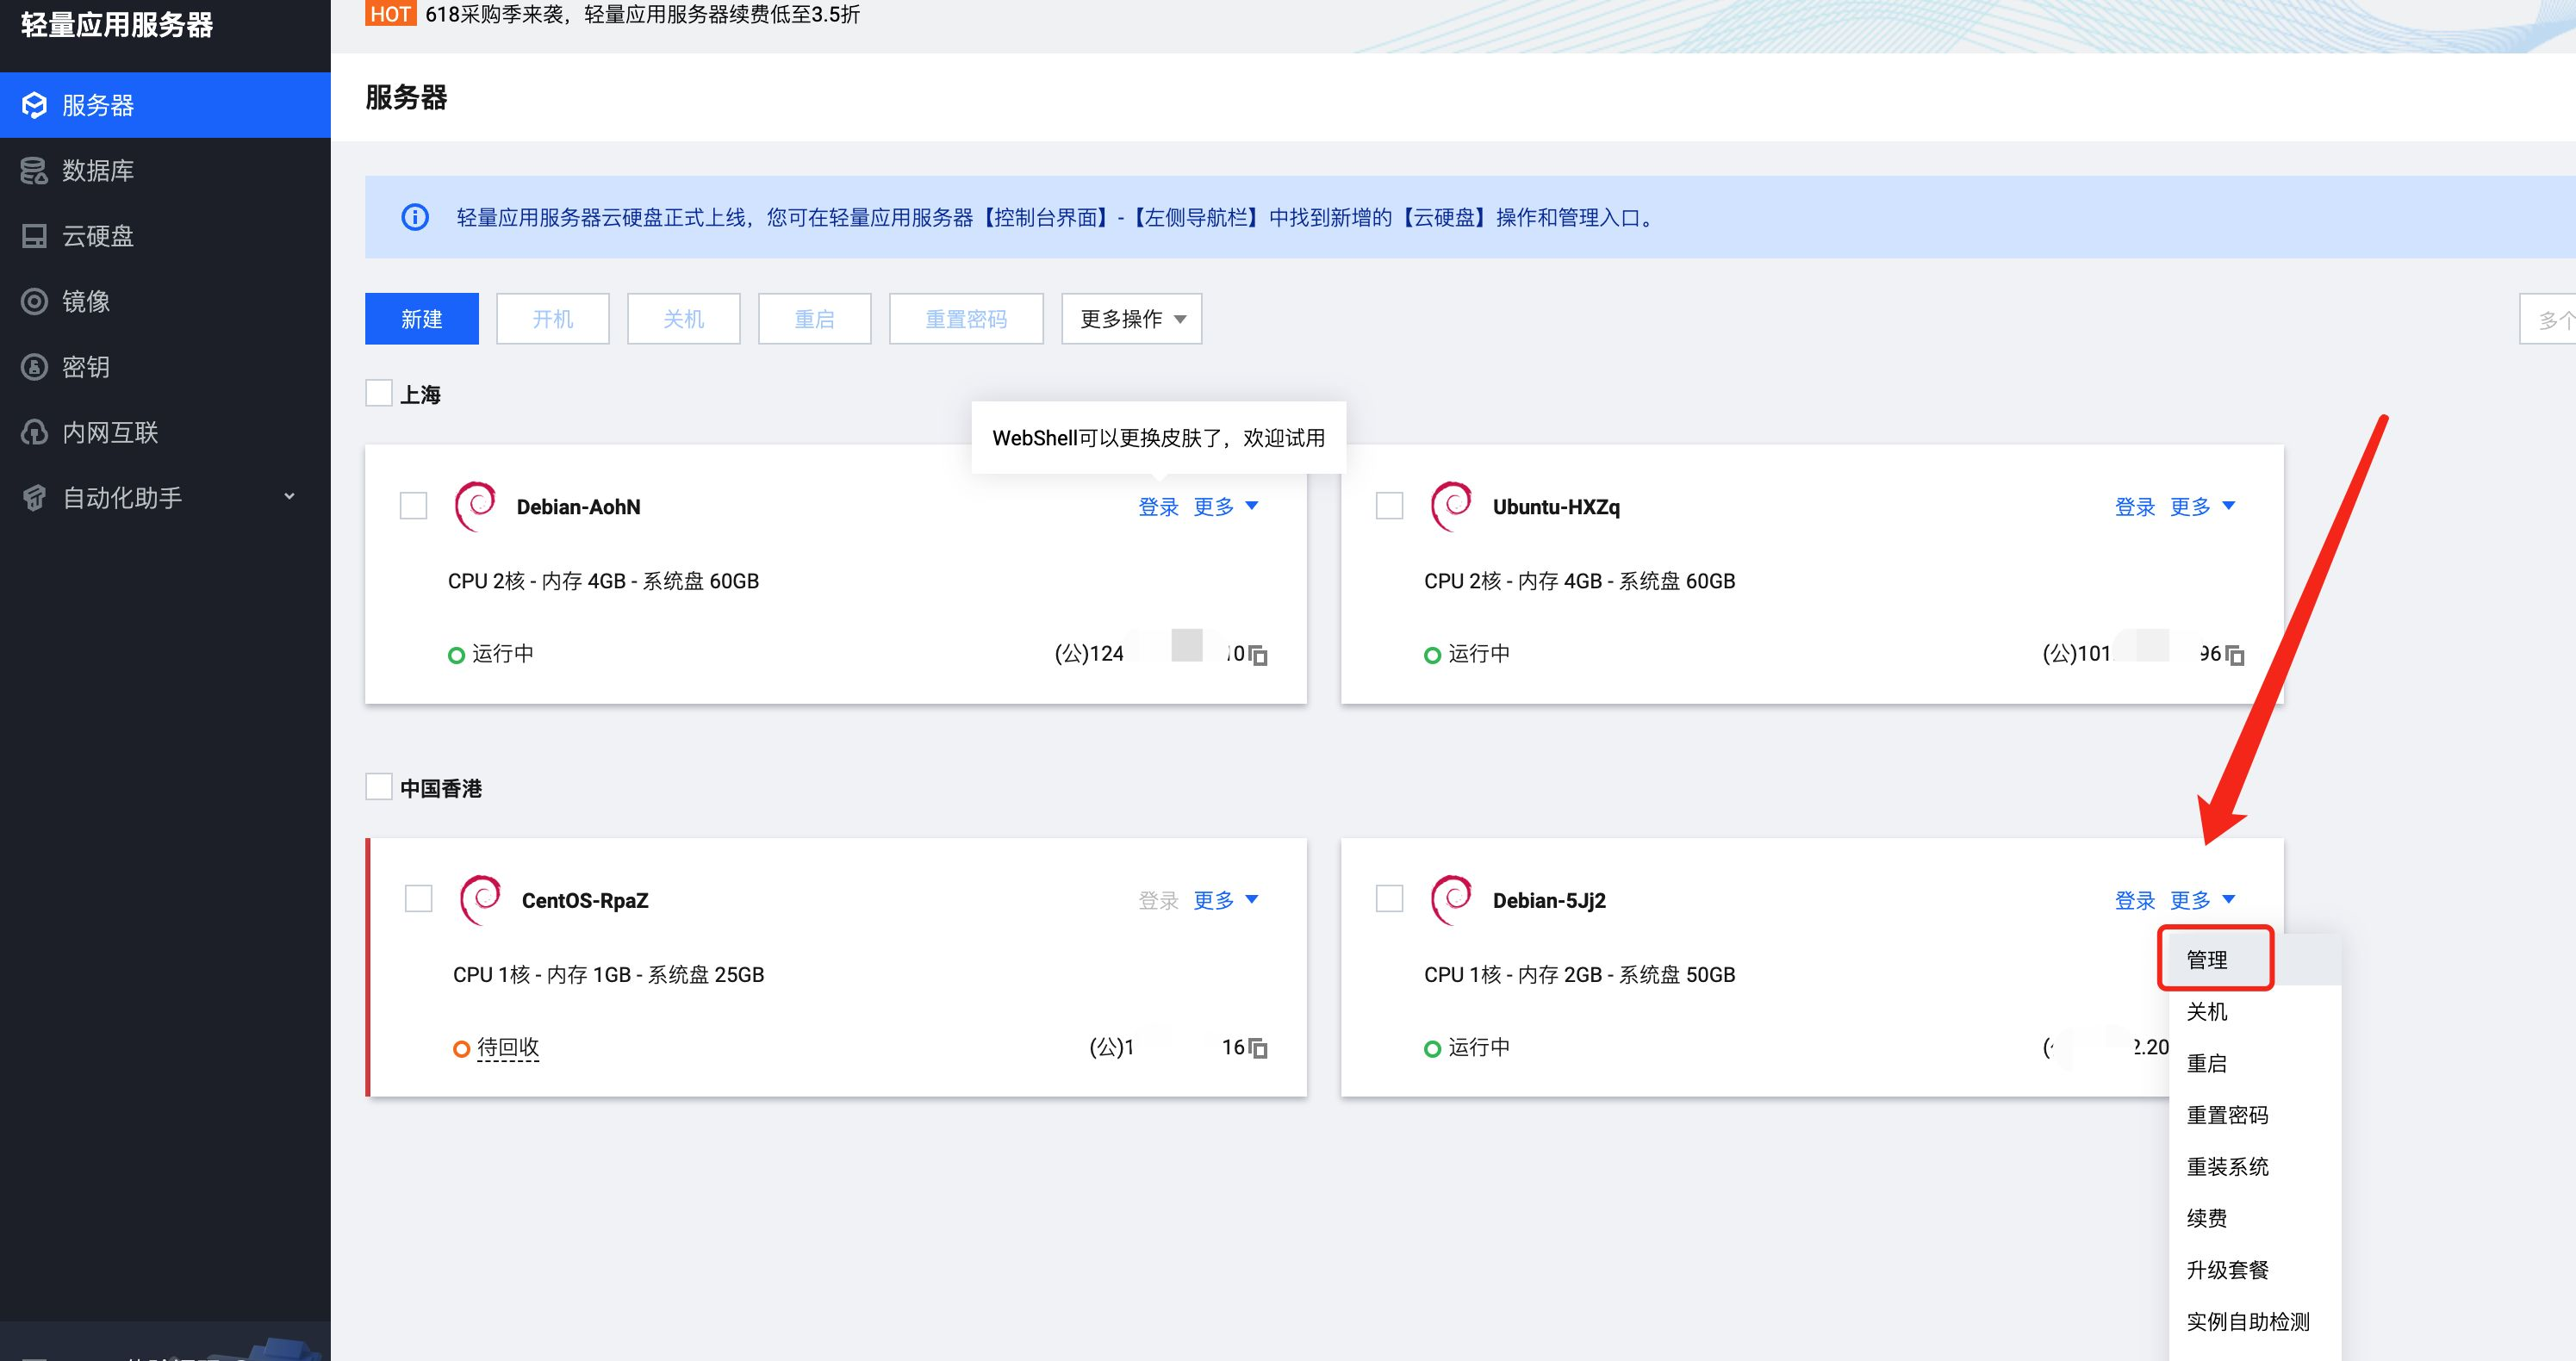 轻量应用服务器
HOT 618采购季来袭，轻量应用服务器续费低至3.5折
服务器
数据库
云硬盘
镜像
密钥
内网互联
自动化助手
服务器
轻量应用服务器云硬盘正式上线，您可在轻量应用服务器【控制台界面】-【左侧导航栏】中找到新增的【云硬盘】操作和管理入口。
新建 开机 关机 重启 重置密码 更多操作 多个
上海
WebShell可以更换皮肤了，欢迎试用
Debian-AohN 登录 更多
CPU 2核 - 内存 4GB - 系统盘 60GB
运行中 (公)124 10
Ubuntu-HXZq 登录 更多
CPU 2核 - 内存 4GB - 系统盘 60GB
运行中 (公)101. 96
中国香港
CentOS-RpaZ 登录 更多
CPU 1核 - 内存 1GB - 系统盘 25GB
待回收 (公)1 16
Debian-5Jj2 登录 更多
CPU 1核 - 内存 2GB - 系统盘 50GB
运行中 2.20
管理
关机
重启
重置密码
重装系统
续费
升级套餐
实例自助检测